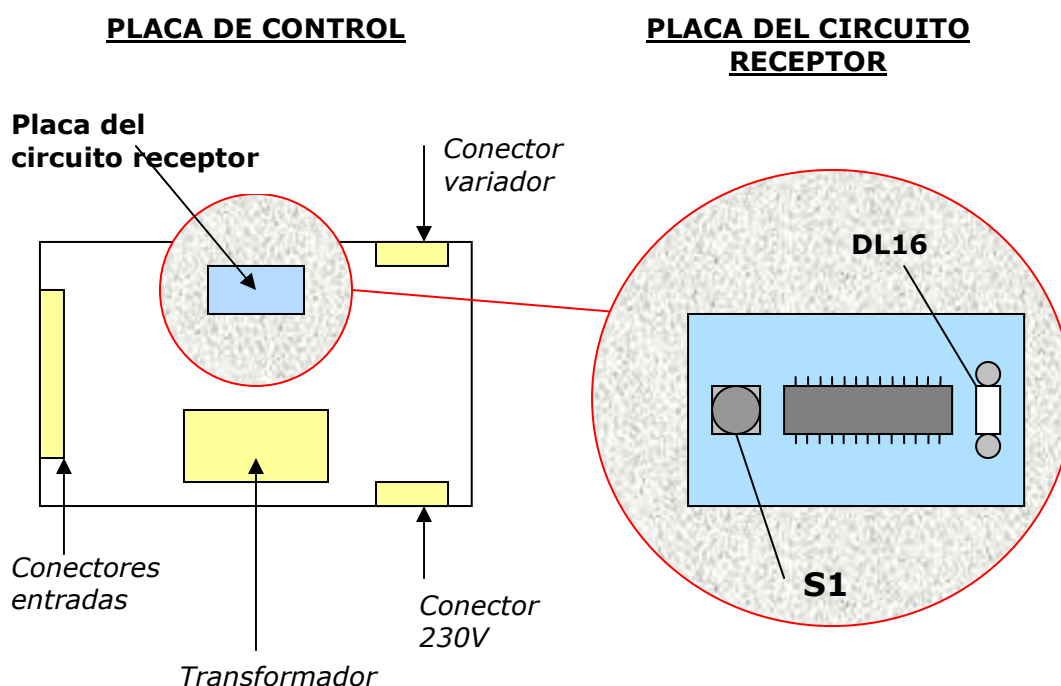 PLACA DE CONTROL
PLACA DEL CIRCUITO
RECEPTOR
Placa del
circuito receptor
Conector
variador
DL16
S1
Conectores
entradas
Conector
230V
Transformador